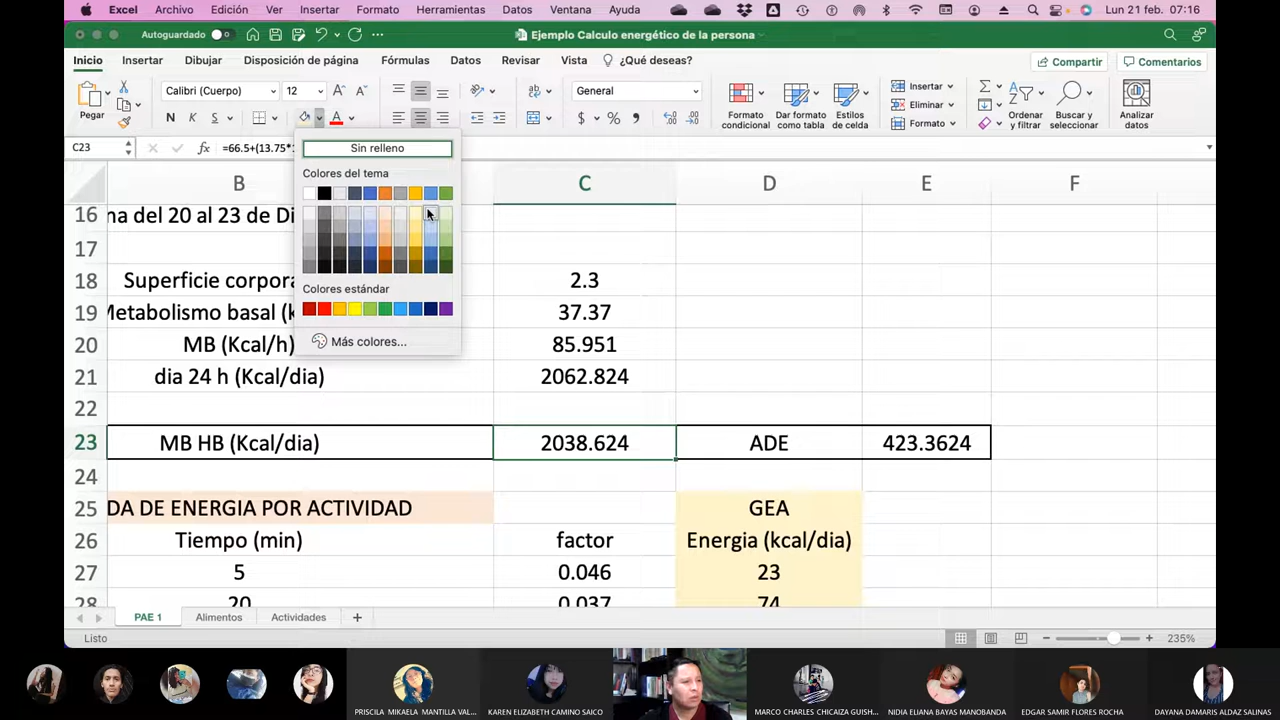 Excel Archivo Edición Ver Insertar Formato Herramientas Datos Ventana Ayuda Lun 21 feb. 07:16
Autoguardado Ejemplo Calculo energético de la persona
Inicio Insertar Dibujar Disposición de página Fórmulas Datos Revisar Vista ¿Qué deseas? Compartir Comentarios
Pegar Calibri (Cuerpo) 12 A A General Insertar
N K S A $ % Eliminar
Formato condicional Dar formato como tabla Estilos de celda Formato Ordenar y filtrar Buscar y seleccionar Analizar datos
C23 fx =66.5+(13.75*
Sin relleno
Colores del tema
Colores estándar
Más colores...
B C D E F
16 na del 20 al 23 de Di
17
18 Superficie corpora 2.3
19 Metabolismo basal (k 37.37
20 MB (Kcal/h) 85.951
21 dia 24 h (Kcal/dia) 2062.824
22
23 MB HB (Kcal/dia) 2038.624 ADE 423.3624
24
25 DA DE ENERGIA POR ACTIVIDAD GEA
26 Tiempo (min) factor Energia (kcal/dia)
27 5 0.046 23
28 20 0.037 74
PAE 1 Alimentos Actividades +
Listo 235%
PRISCILA MIKAELA MANTILLA VAL... KAREN ELIZABETH CAMINO SAICO MARCO CHARLES CHICAIZA GUISH... NIDIA ELIANA BAYAS MANOBANDA EDGAR SAMIR FLORES ROCHA DAYANA DAMARIS ALDAZ SALINAS